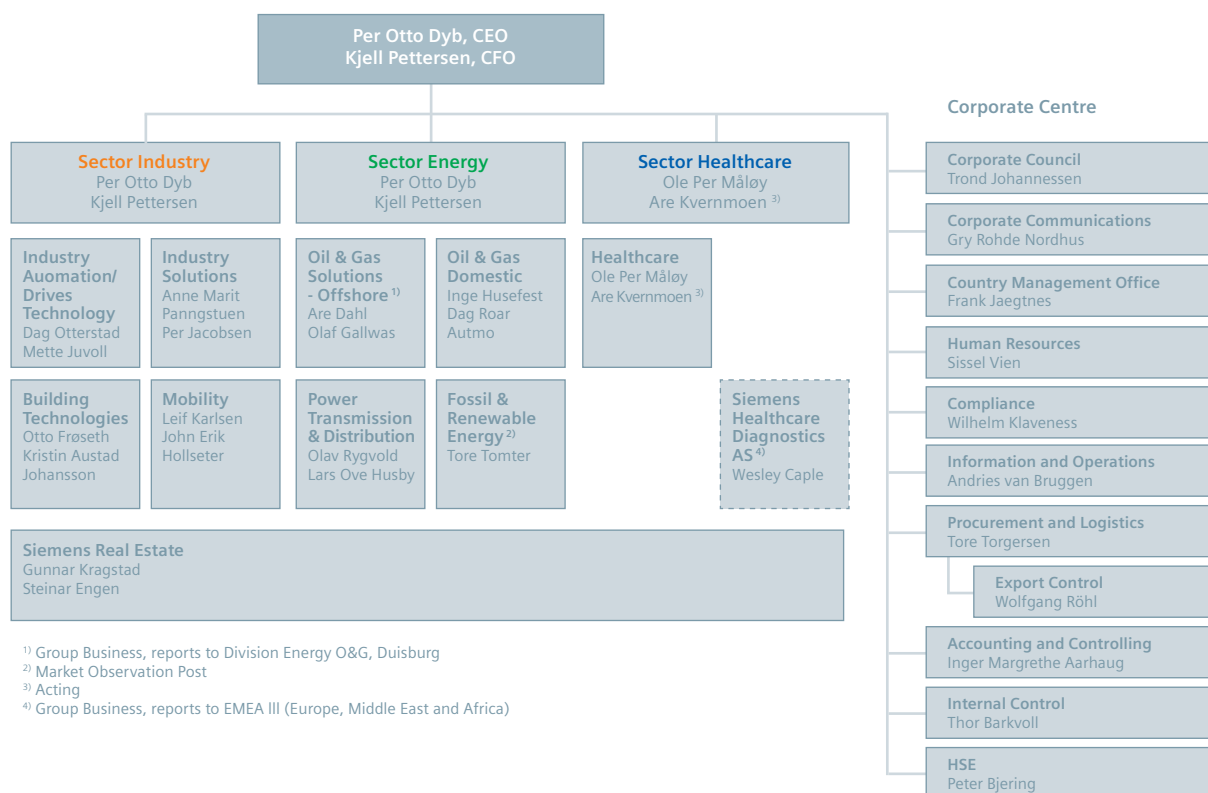 Per Otto Dyb, CEO
Kjell Pettersen, CFO
Sector Industry
Per Otto Dyb
Kjell Pettersen
Sector Energy
Per Otto Dyb
Kjell Pettersen
Sector Healthcare
Ole Per Måløy
Are Kvernmoen 3)
Industry
Auomation/
Drives
Technology
Dag Otterstad
Mette Juvoll
Industry
Solutions
Anne Marit
Panngstuen
Per Jacobsen
Oil & Gas
Solutions
- Offshore 1)
Are Dahl
Olaf Gallwas
Oil & Gas
Domestic
Inge Husefest
Dag Roar
Autmo
Healthcare
Ole Per Måløy
Are Kvernmoen 3)
Building
Technologies
Otto Frøseth
Kristin Austad
Johansson
Mobility
Leif Karlsen
John Erik
Hollseter
Power
Transmission
& Distribution
Olav Rygvold
Lars Ove Husby
Fossil &
Renewable
Energy 2)
Tore Tomter
Siemens
Healthcare
Diagnostics
AS 4)
Wesley Caple
Siemens Real Estate
Gunnar Kragstad
Steinar Engen
1) Group Business, reports to Division Energy O&G, Duisburg
2) Market Observation Post
3) Acting
4) Group Business, reports to EMEA lll (Europe, Middle East and Africa)
Corporate Centre
Corporate Council
Trond Johannessen
Corporate Communications
Gry Rohde Nordhus
Country Management Office
Frank Jaegtnes
Human Resources
Sissel Vien
Compliance
Wilhelm Klaveness
Information and Operations
Andries van Bruggen
Procurement and Logistics
Tore Torgersen
Export Control
Wolfgang Röhl
Accounting and Controlling
Inger Margrethe Aarhaug
Internal Control
Thor Barkvoll
HSE
Peter Bjering